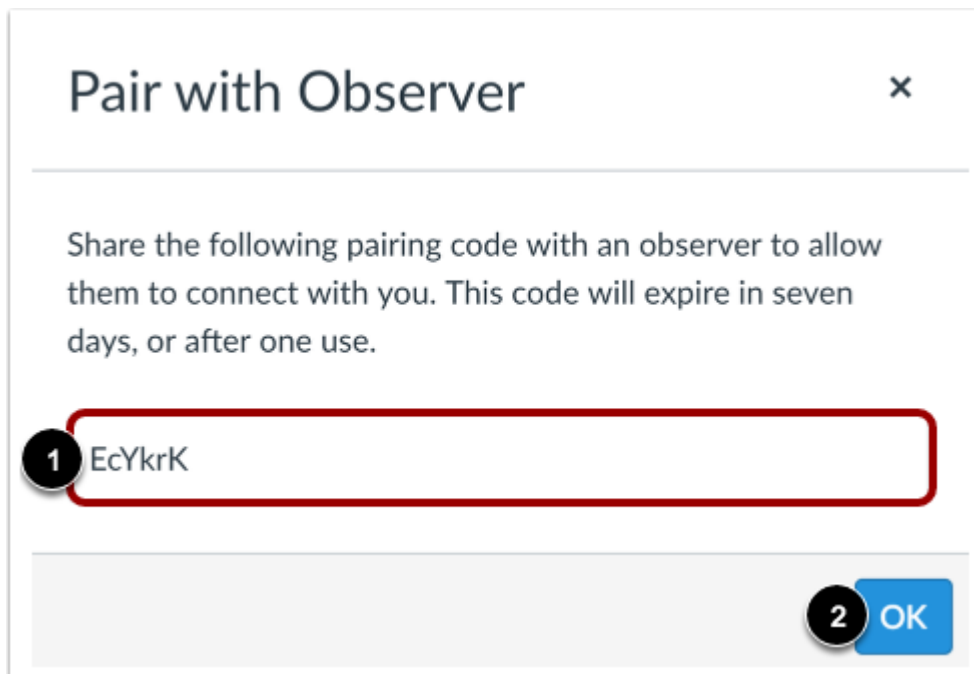 Pair with Observer ×
Share the following pairing code with an observer to allow
them to connect with you. This code will expire in seven
days, or after one use.
1 EcYkrK
2 OK